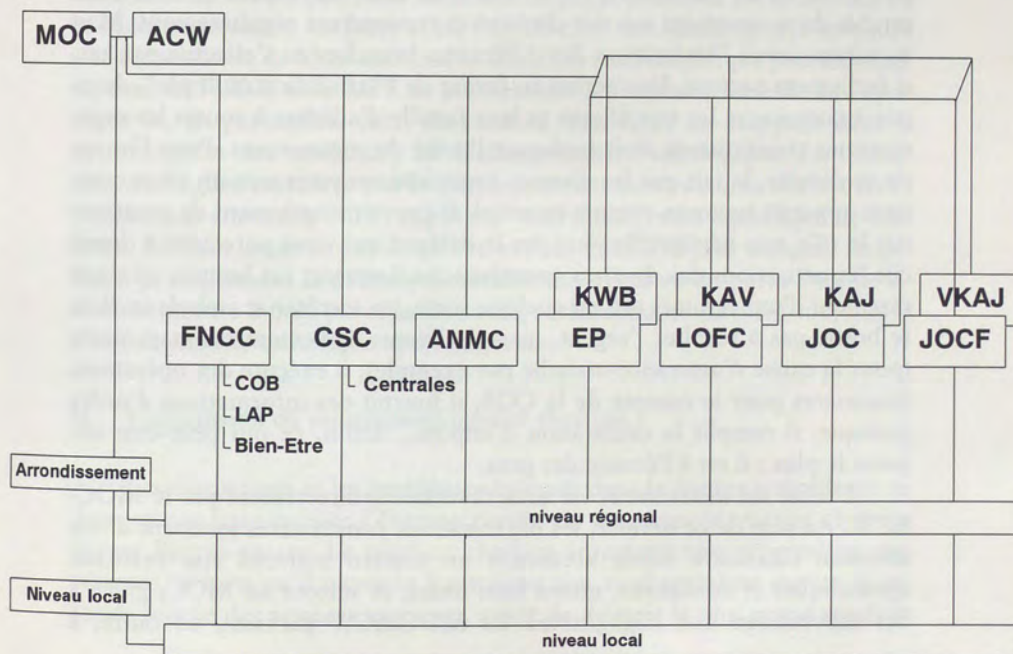 MOC ACW
KWB KAV KAJ VKAJ
FNCC CSC ANMC EP LOFC JOC JOCF
COB Centrales
LAP
Bien-Etre
Arrondissement
niveau régional
Niveau local
niveau local